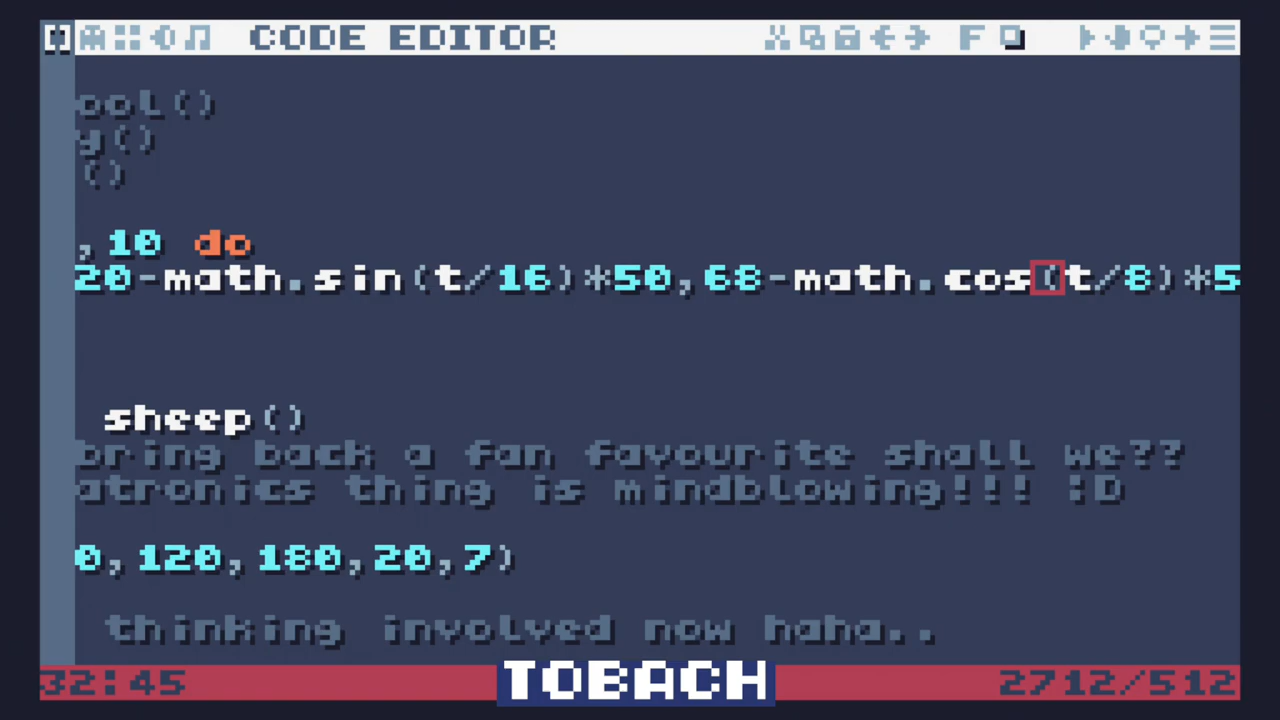 CODE EDITOR
F
ool()
y()
()
,10 do
20-math.sin(t/16)*50,68-math.cos(t/8)*5
sheep()
bring back a fan favourite shall we??
atronics thing is mindblowing!!! :D
0,120,180,20,7)
thinking involved now haha..
32:45
TOBACH
2712/512